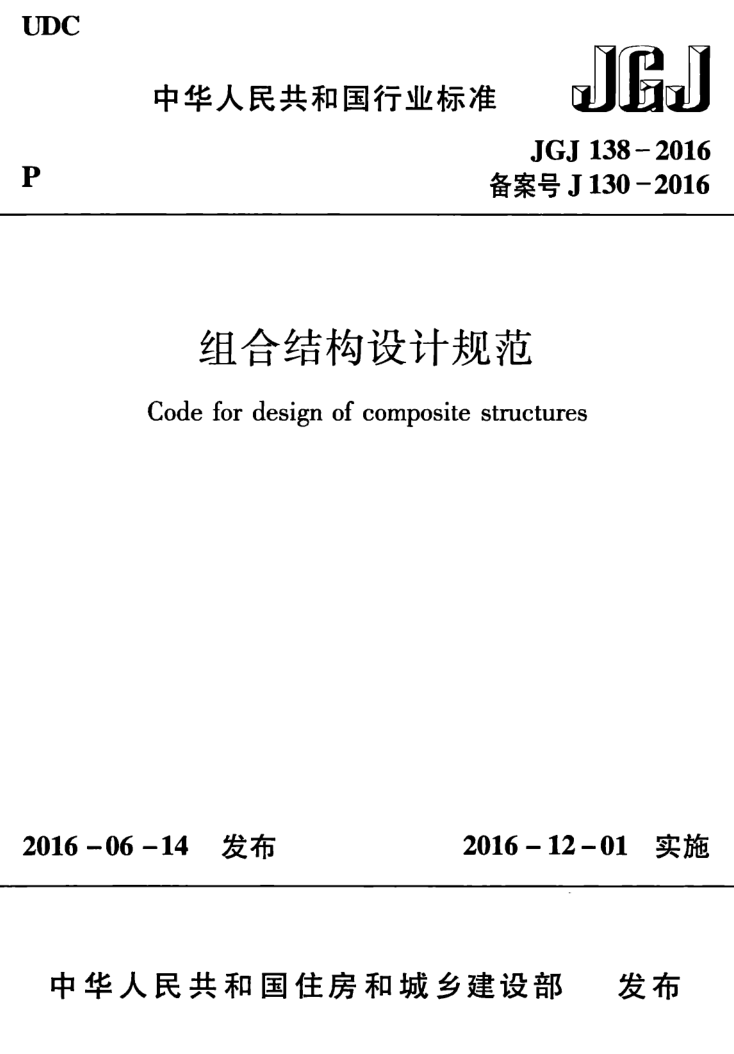 UDC
中华人民共和国行业标准
JGJ
JGJ 138-2016
P
备案号 J 130-2016
组合结构设计规范
Code for design of composite structures
2016-06-14 发布
2016-12-01 实施
中华人民共和国住房和城乡建设部 发布